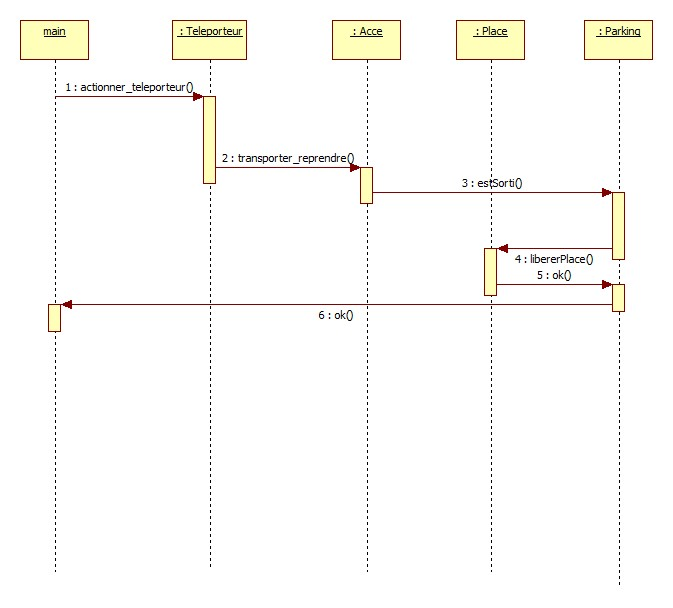 main
: Teleporteur
: Acce
: Place
: Parking
1 : actionner_teleporteur()
2 : transporter_reprendre()
3 : estSorti()
4 : libererPlace()
5 : ok()
6 : ok()